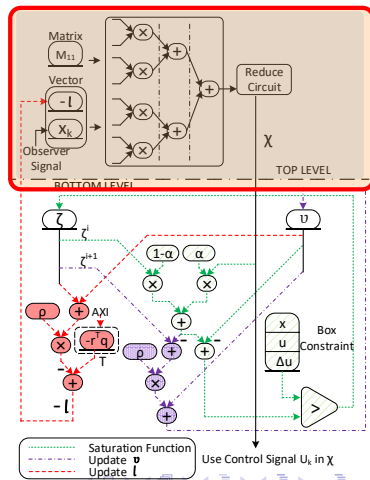 Matrix
M₁₁
Vector
-l
Xₖ
Observer
Signal
Reduce
Circuit
χ
TOP LEVEL
BOTTOM LEVEL
ζ
υ
ζⁱ
ζⁱ⁺¹
1-α
α
ρ
AXI
-rᵀq
T
ρ
x
u
Δu
Box
Constraint
>
-l
Saturation Function
Update υ
Update l
Use Control Signal Uₖ in χ